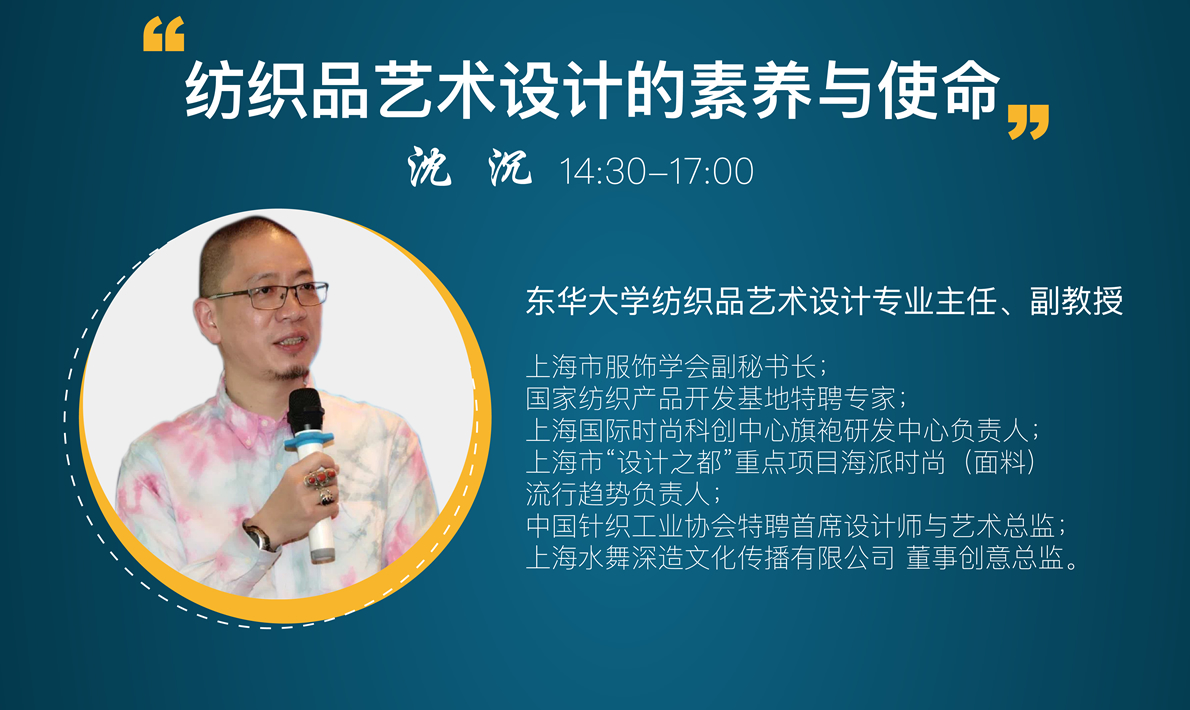 “纺织品艺术设计的素养与使命”
沈 沉 14:30–17:00
东华大学纺织品艺术设计专业主任、副教授
上海市服饰学会副秘书长；
国家纺织产品开发基地特聘专家；
上海国际时尚科创中心旗袍研发中心负责人；
上海市“设计之都”重点项目海派时尚（面料）
流行趋势负责人；
中国针织工业协会特聘首席设计师与艺术总监；
上海水舞深造文化传播有限公司 董事创意总监。